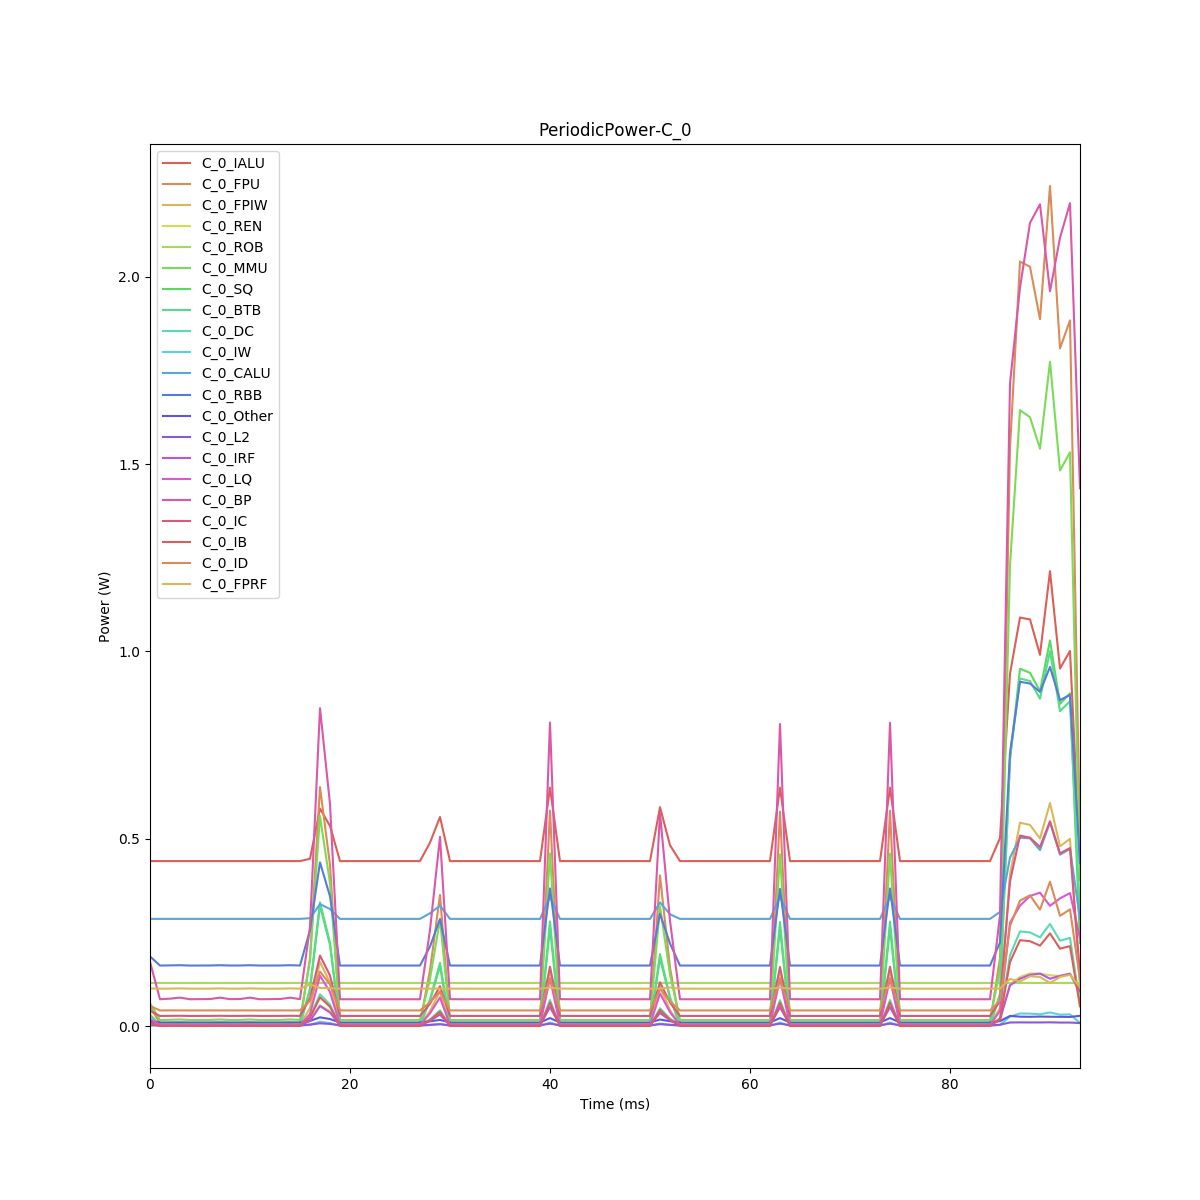 PeriodicPower-C_0
C_0_IALU
C_0_FPU
C_0_FPIW
C_0_REN
C_0_ROB
C_0_MMU
C_0_SQ
C_0_BTB
C_0_DC
C_0_IW
C_0_CALU
C_0_RBB
C_0_Other
C_0_L2
C_0_IRF
C_0_LQ
C_0_BP
C_0_IC
C_0_IB
C_0_ID
C_0_FPRF
2.0
1.5
1.0
0.5
0.0
Power (W)
0 20 40 60 80
Time (ms)